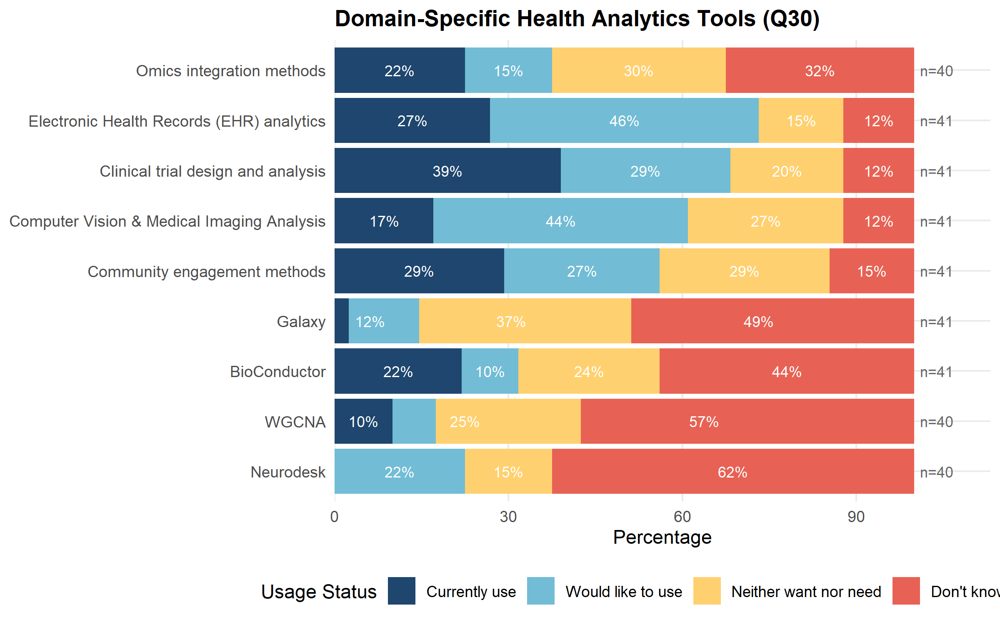 Domain-Specific Health Analytics Tools (Q30)
Omics integration methods 22% 15% 30% 32% n=40
Electronic Health Records (EHR) analytics 27% 46% 15% 12% n=41
Clinical trial design and analysis 39% 29% 20% 12% n=41
Computer Vision & Medical Imaging Analysis 17% 44% 27% 12% n=41
Community engagement methods 29% 27% 29% 15% n=41
Galaxy 12% 37% 49% n=41
BioConductor 22% 10% 24% 44% n=41
WGCNA 10% 25% 57% n=40
Neurodesk 22% 15% 62% n=40
0 30 60 90
Percentage
Usage Status Currently use Would like to use Neither want nor need Don't know